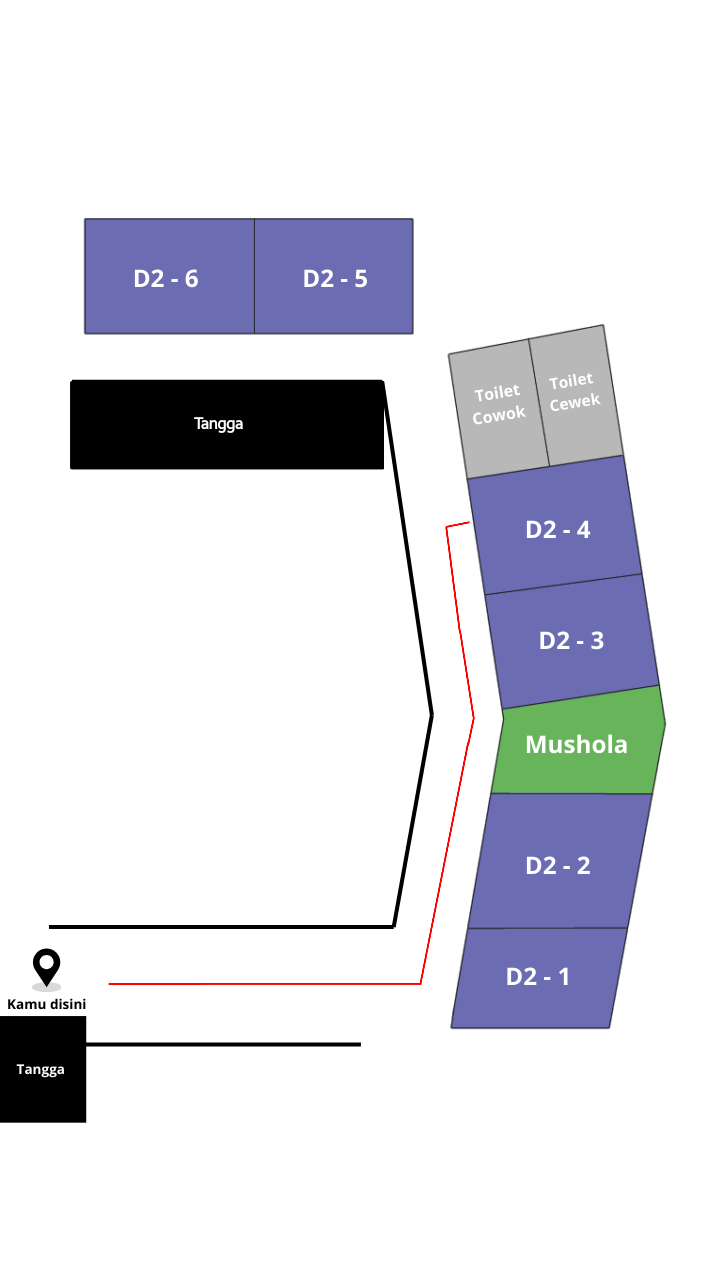 D2 - 6
D2 - 5
Toilet
Cowok
Toilet
Cewek
Tangga
D2 - 4
D2 - 3
Mushola
D2 - 2
D2 - 1
Kamu disini
Tangga